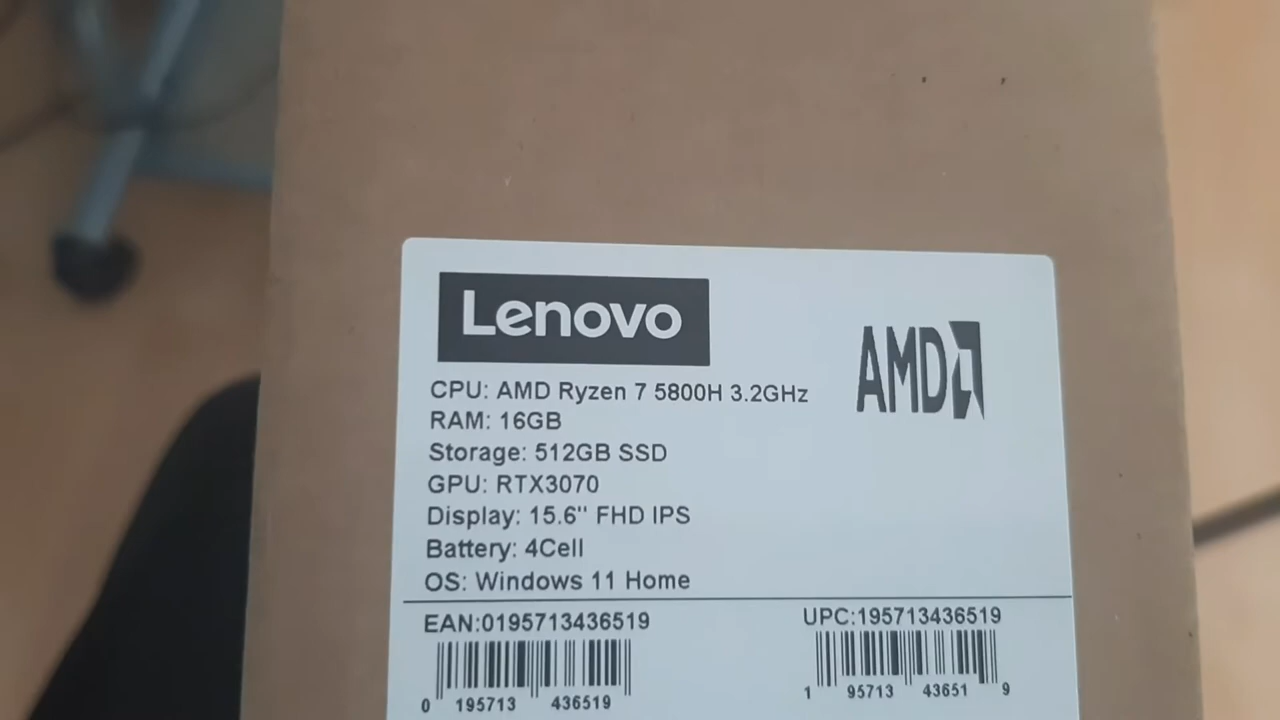 Lenovo
AMD
CPU: AMD Ryzen 7 5800H 3.2GHz
RAM: 16GB
Storage: 512GB SSD
GPU: RTX3070
Display: 15.6" FHD IPS
Battery: 4Cell
OS: Windows 11 Home
EAN:0195713436519
UPC:195713436519
0 195713 436519
1 95713 43651 9